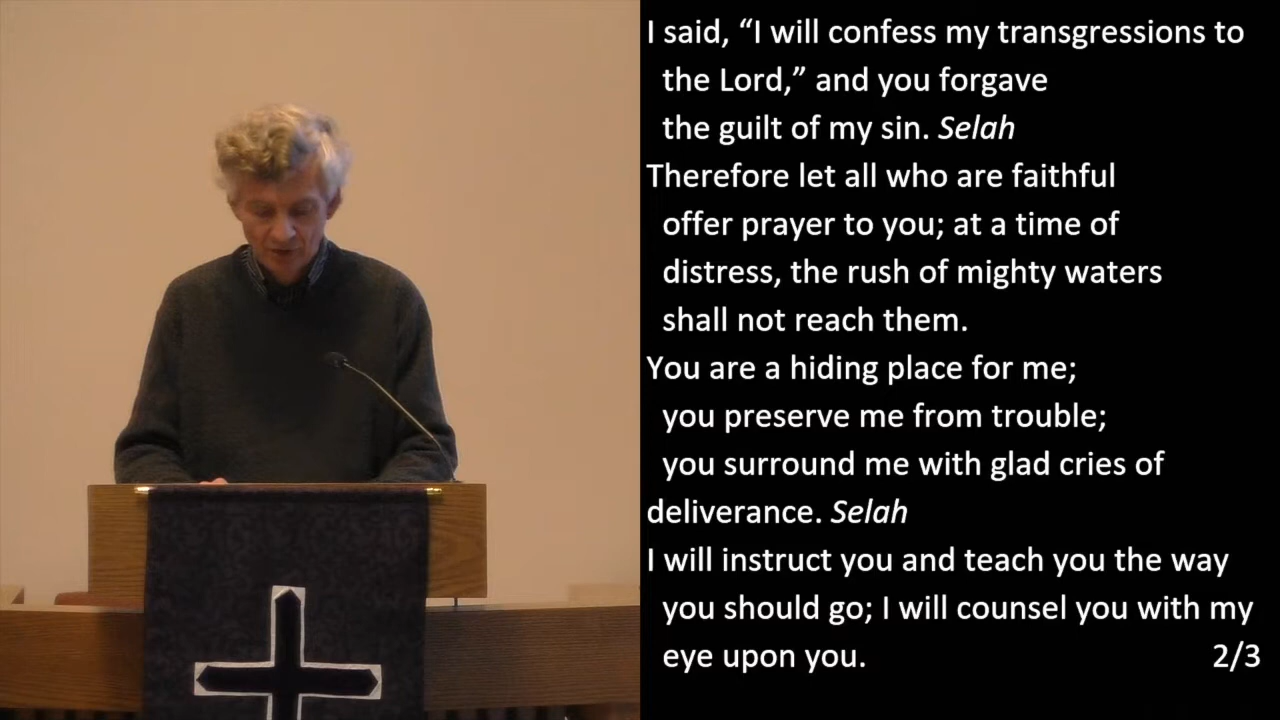 I said, “I will confess my transgressions to
the Lord,” and you forgave
the guilt of my sin. Selah
Therefore let all who are faithful
offer prayer to you; at a time of
distress, the rush of mighty waters
shall not reach them.
You are a hiding place for me;
you preserve me from trouble;
you surround me with glad cries of
deliverance. Selah
I will instruct you and teach you the way
you should go; I will counsel you with my
eye upon you. 2/3